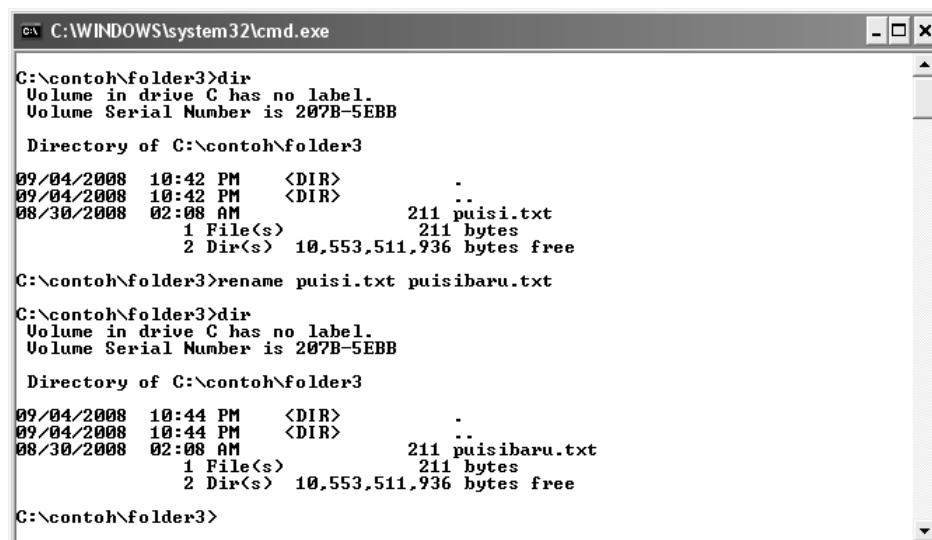 C:\WINDOWS\system32\cmd.exe
C:\contoh\folder3>dir
Volume in drive C has no label.
Volume Serial Number is 207B-5EBB
Directory of C:\contoh\folder3
09/04/2008 10:42 PM <DIR> .
09/04/2008 10:42 PM <DIR> ..
08/30/2008 02:08 AM 211 puisi.txt
1 File(s) 211 bytes
2 Dir(s) 10,553,511,936 bytes free
C:\contoh\folder3>rename puisi.txt puisibaru.txt
C:\contoh\folder3>dir
Volume in drive C has no label.
Volume Serial Number is 207B-5EBB
Directory of C:\contoh\folder3
09/04/2008 10:44 PM <DIR> .
09/04/2008 10:44 PM <DIR> ..
08/30/2008 02:08 AM 211 puisibaru.txt
1 File(s) 211 bytes
2 Dir(s) 10,553,511,936 bytes free
C:\contoh\folder3>